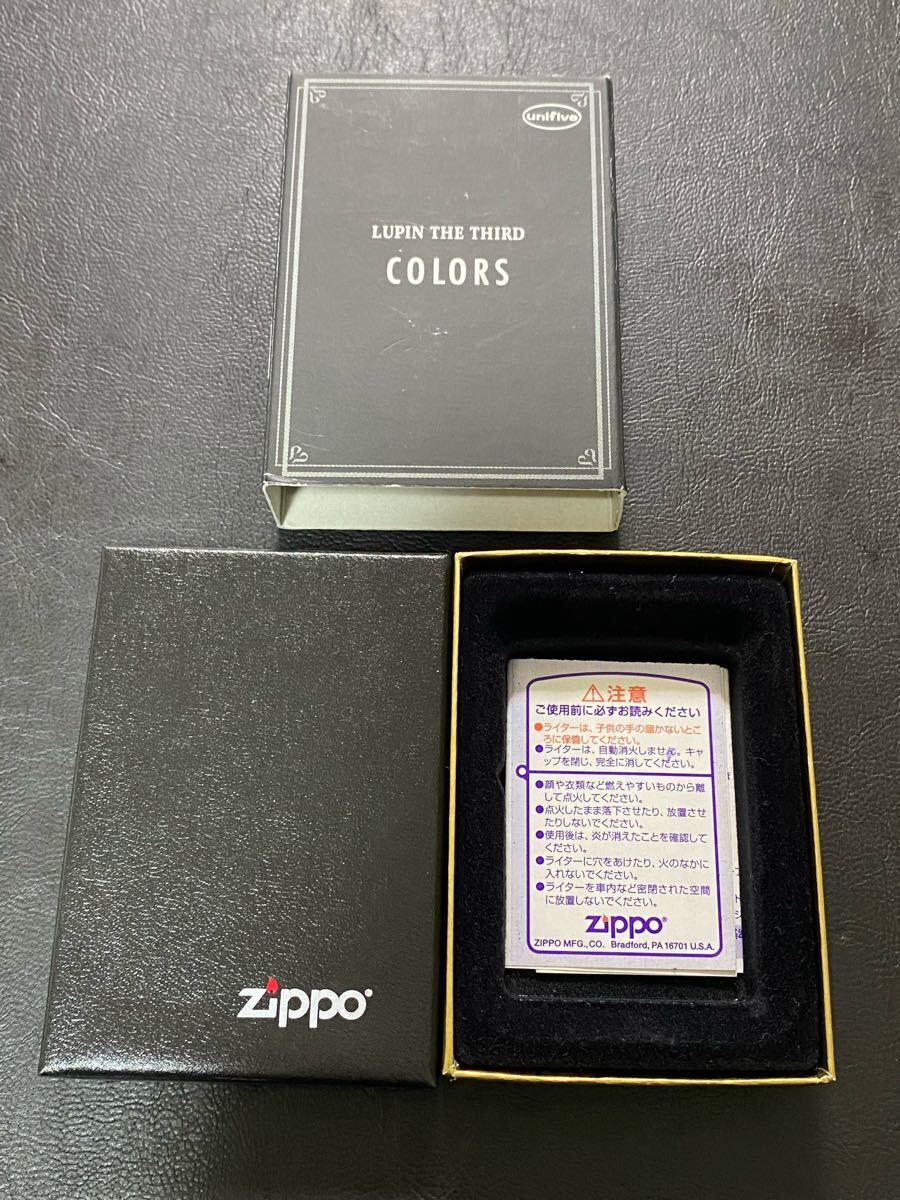 unifive
LUPIN THE THIRD
COLORS
zippo
⚠注意
ご使用前に必ずお読みください
●ライターは、子供の手の届かないとこ
ろに保管してください。
●ライターは、自動消火しません。キャ
ップを閉じ、完全に消してください。
●顔や衣類など燃えやすいものから離
して点火してください。
●点火したまま落下させたり、放置させ
たりしないでください。
●使用後は、炎が消えたことを確認して
ください。
●ライターに穴をあけたり、火のなかに
入れないでください。
●ライターを車内など密閉された空間
に放置しないでください。
zippo
ZIPPO MFG.,CO. Bradford, PA 16701 U.S.A.